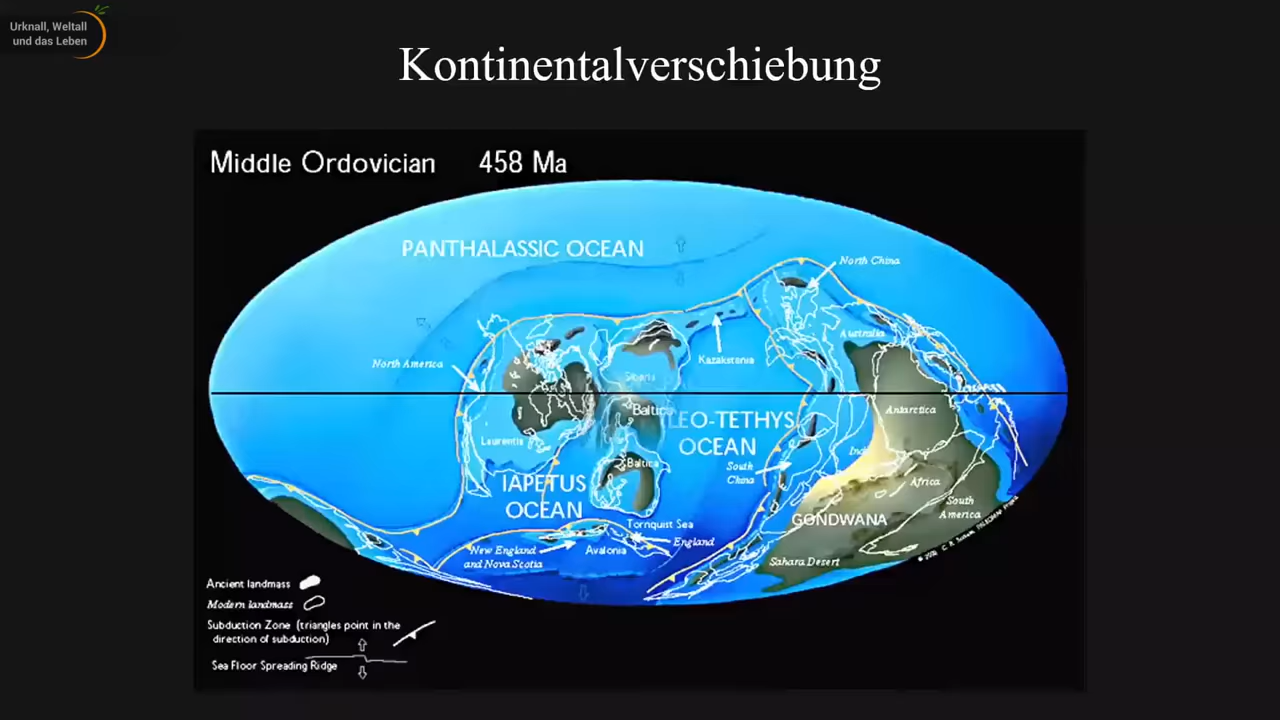 Urknall, Weltall
und das Leben
Kontinentalverschiebung
Middle Ordovician 458 Ma
PANTHALASSIC OCEAN
North China
Australia
North America
Kazakstania
Siberia
Antarctica
Baltica
LEO-TETHYS
OCEAN
Laurentia
Baltica
South
China
Africa
IAPETUS
OCEAN
South
America
GONDWANA
Tornquist Sea
England
New England
and Nova Scotia
Avalonia
Sahara Desert
Ancient landmass
Modern landmass
Subduction Zone (triangles point in the
direction of subduction)
Sea Floor Spreading Ridge